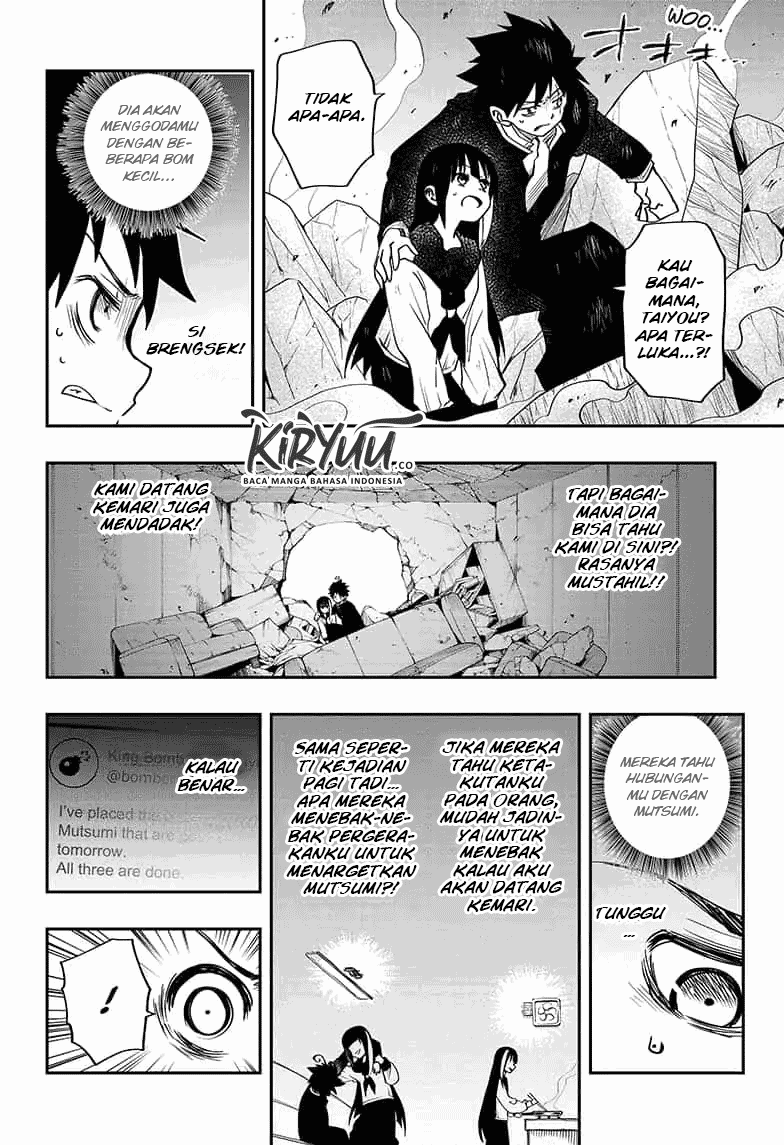 WOO...
オオオ...
TIDAK
APA-APA.
KAU
BAGAI-
MANA,
TAIYOU?
APA TER-
LUKA...?!
DIA AKAN
MENGGODAMU
DENGAN BE-
BERAPA BOM
KECIL...
SI
BRENGSEK!
KiRYUU.CO
BACA MANGA BAHASA INDONESIA
TAPI BAGAI-
MANA DIA
BISA TAHU
KAMI DI SINI?!
RASANYA
MUSTAHIL!!
KAMI DATANG
KEMARI JUGA
MENDADAK!
MEREKA TAHU
HUBUNGAN-
MU DENGAN
MUTSUMI.
TUNGGU
...
JIKA MEREKA
TAHU KETA-
KUTANKU
PADA ORANG,
MUDAH JADIN-
YA UNTUK
MENEBAK
KALAU AKU
AKAN DATANG
KEMARI.
SAMA SEPER-
TI KEJADIAN
PAGI TADI...
APA MEREKA
MENEBAK-NE-
BAK PERGERA-
KANKU UNTUK
MENARGETKAN
MUTSUMI?!
KALAU
BENAR...
King Bomb
@bomber
I've placed the
Mutsumi that are
tomorrow.
All three are done.
!